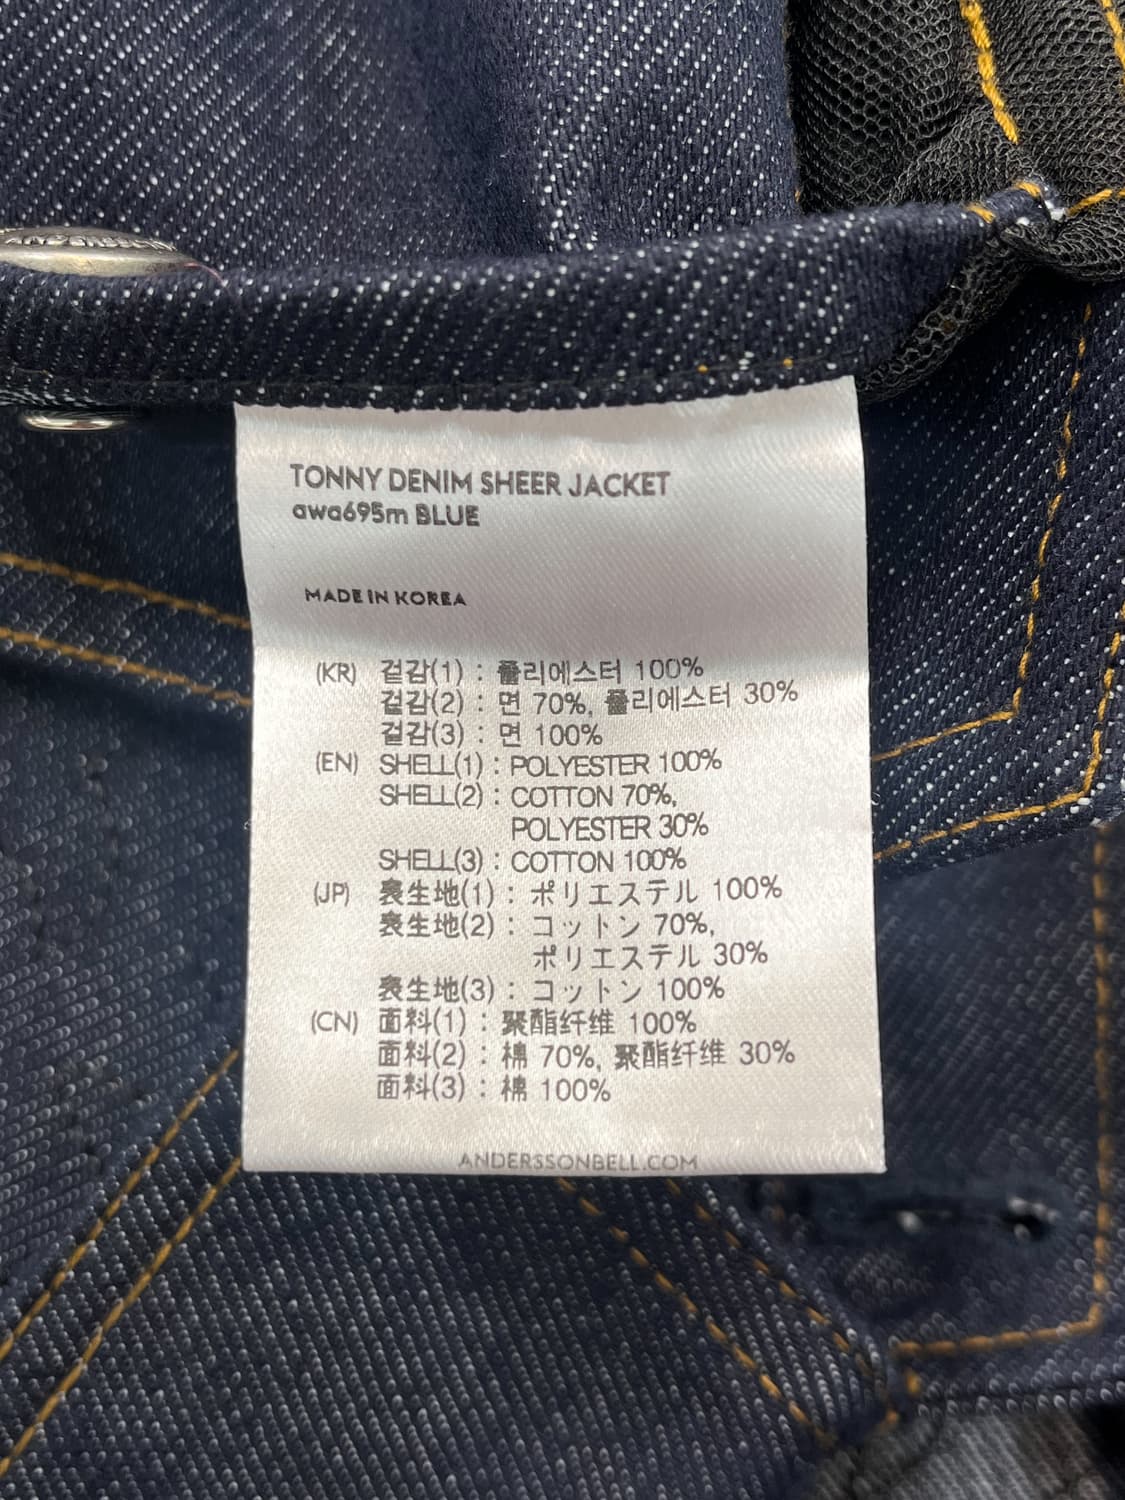 TONNY DENIM SHEER JACKET
awa695m BLUE
MADE IN KOREA
(KR) 겉감(1) : 폴리에스터 100%
겉감(2) : 면 70%, 폴리에스터 30%
겉감(3) : 면 100%
(EN) SHELL(1) : POLYESTER 100%
SHELL(2) : COTTON 70%,
POLYESTER 30%
SHELL(3) : COTTON 100%
(JP) 表生地(1) : ポリエステル 100%
表生地(2) : コットン 70%,
ポリエステル 30%
表生地(3) : コットン 100%
(CN) 面料(1) : 聚酯纤维 100%
面料(2) : 棉 70%, 聚酯纤维 30%
面料(3) : 棉 100%
ANDERSSONBELL.COM